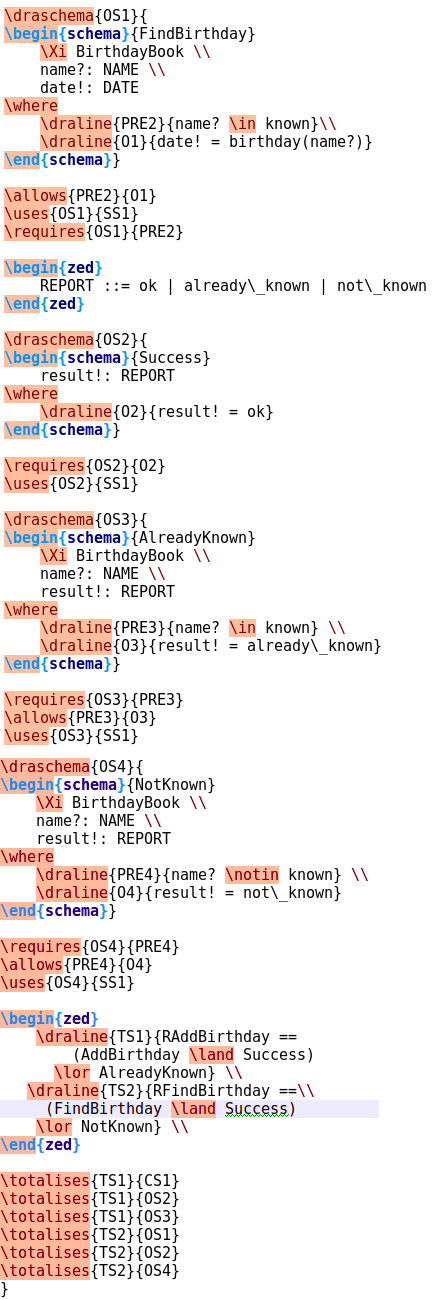 \draschema{OS1}{
\begin{schema}{FindBirthday}
    \Xi BirthdayBook \\
    name?: NAME \\
    date!: DATE
\where
    \draline{PRE2}{name? \in known}\\
    \draline{O1}{date! = birthday(name?)}
\end{schema}}

\allows{PRE2}{O1}
\uses{OS1}{SS1}
\requires{OS1}{PRE2}

\begin{zed}
    REPORT ::= ok | already\_known | not\_known
\end{zed}

\draschema{OS2}{
\begin{schema}{Success}
    result!: REPORT
\where
    \draline{O2}{result! = ok}
\end{schema}}

\requires{OS2}{O2}
\uses{OS2}{SS1}

\draschema{OS3}{
\begin{schema}{AlreadyKnown}
    \Xi BirthdayBook \\
    name?: NAME \\
    result!: REPORT
\where
    \draline{PRE3}{name? \in known} \\
    \draline{O3}{result! = already\_known}
\end{schema}}

\requires{OS3}{PRE3}
\allows{PRE3}{O3}
\uses{OS3}{SS1}

\draschema{OS4}{
\begin{schema}{NotKnown}
    \Xi BirthdayBook \\
    name?: NAME \\
    result!: REPORT
\where
    \draline{PRE4}{name? \notin known} \\
    \draline{O4}{result! = not\_known}
\end{schema}}

\requires{OS4}{PRE4}
\allows{PRE4}{O4}
\uses{OS4}{SS1}

\begin{zed}
    \draline{TS1}{RAddBirthday ==
        (AddBirthday \land Success)
      \lor AlreadyKnown} \\
   \draline{TS2}{RFindBirthday ==\\
     (FindBirthday \land Success)
    \lor NotKnown} \\
\end{zed}

\totalises{TS1}{CS1}
\totalises{TS1}{OS2}
\totalises{TS1}{OS3}
\totalises{TS2}{OS1}
\totalises{TS2}{OS2}
\totalises{TS2}{OS4}
}